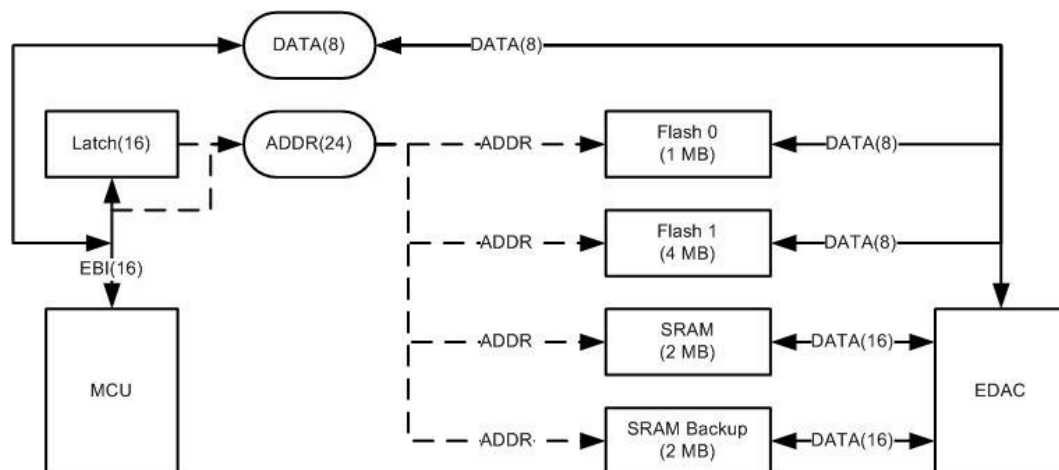 DATA(8)
DATA(8)
Latch(16)
ADDR(24)
ADDR
Flash 0
(1 MB)
DATA(8)
ADDR
Flash 1
(4 MB)
DATA(8)
EBI(16)
MCU
ADDR
SRAM
(2 MB)
DATA(16)
EDAC
ADDR
SRAM Backup
(2 MB)
DATA(16)